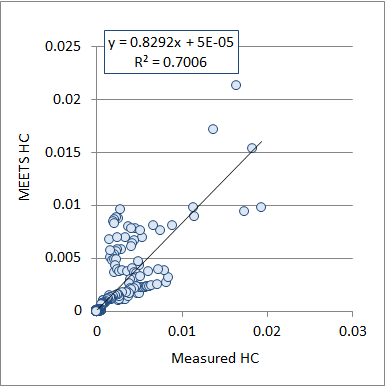 y = 0.8292x + 5E-05
R² = 0.7006
0.025
0.02
0.015
0.01
0.005
0
MEETS HC
0 0.01 0.02 0.03
Measured HC